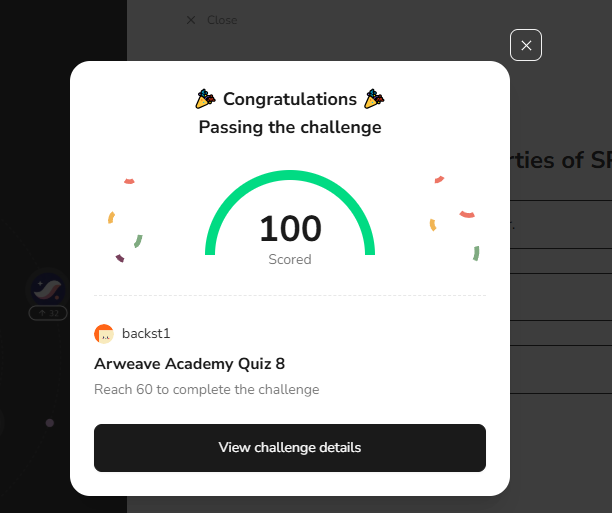 Close
Congratulations
Passing the challenge
rties of
100
Scored
32
backst1
Arweave Academy Quiz 8
Reach 60 to complete the challenge
View challenge details